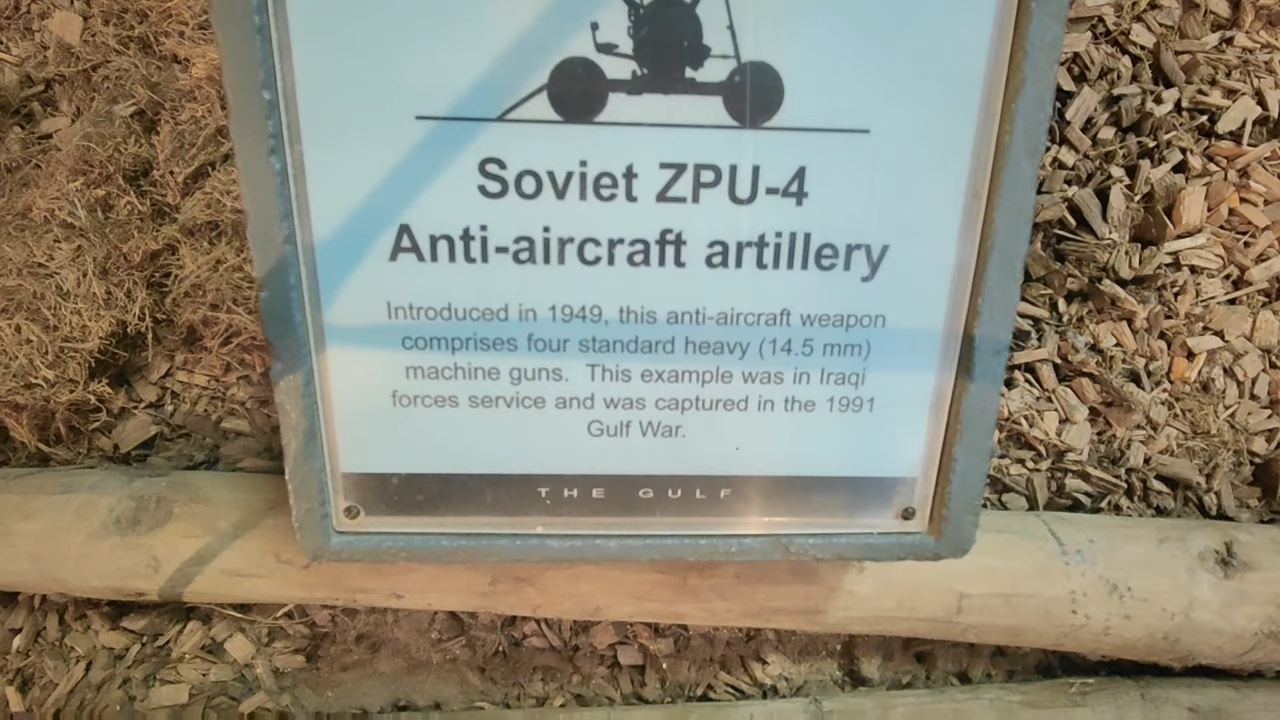 Soviet ZPU-4
Anti-aircraft artillery
Introduced in 1949, this anti-aircraft weapon
comprises four standard heavy (14.5 mm)
machine guns.  This example was in Iraqi
forces service and was captured in the 1991
Gulf War.
THE GULF